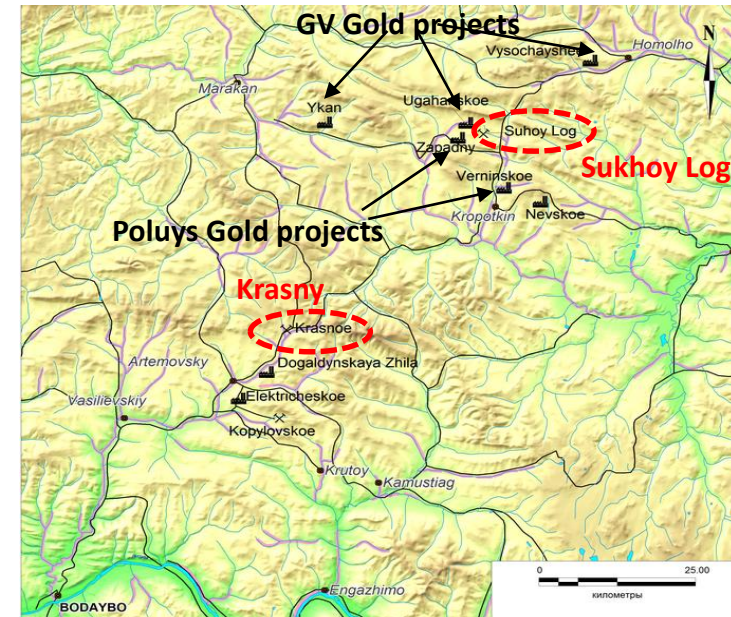 GV Gold projects
N
Vysochayshee
Homolho
Marakan
Ykan
Ugahanskoe
Suhoy Log
Zapadny
Sukhoy Log
Verninskoe
Kropotkin
Nevskoe
Poluys Gold projects
Krasny
Krasnoe
Artemovsky
Dogaldynskaya Zhila
Vasilievskiy
Elektricheskoe
Kopylovskoe
Krutoy
Kamustiag
Engazhimo
BODAYBO
0 25.00
километры